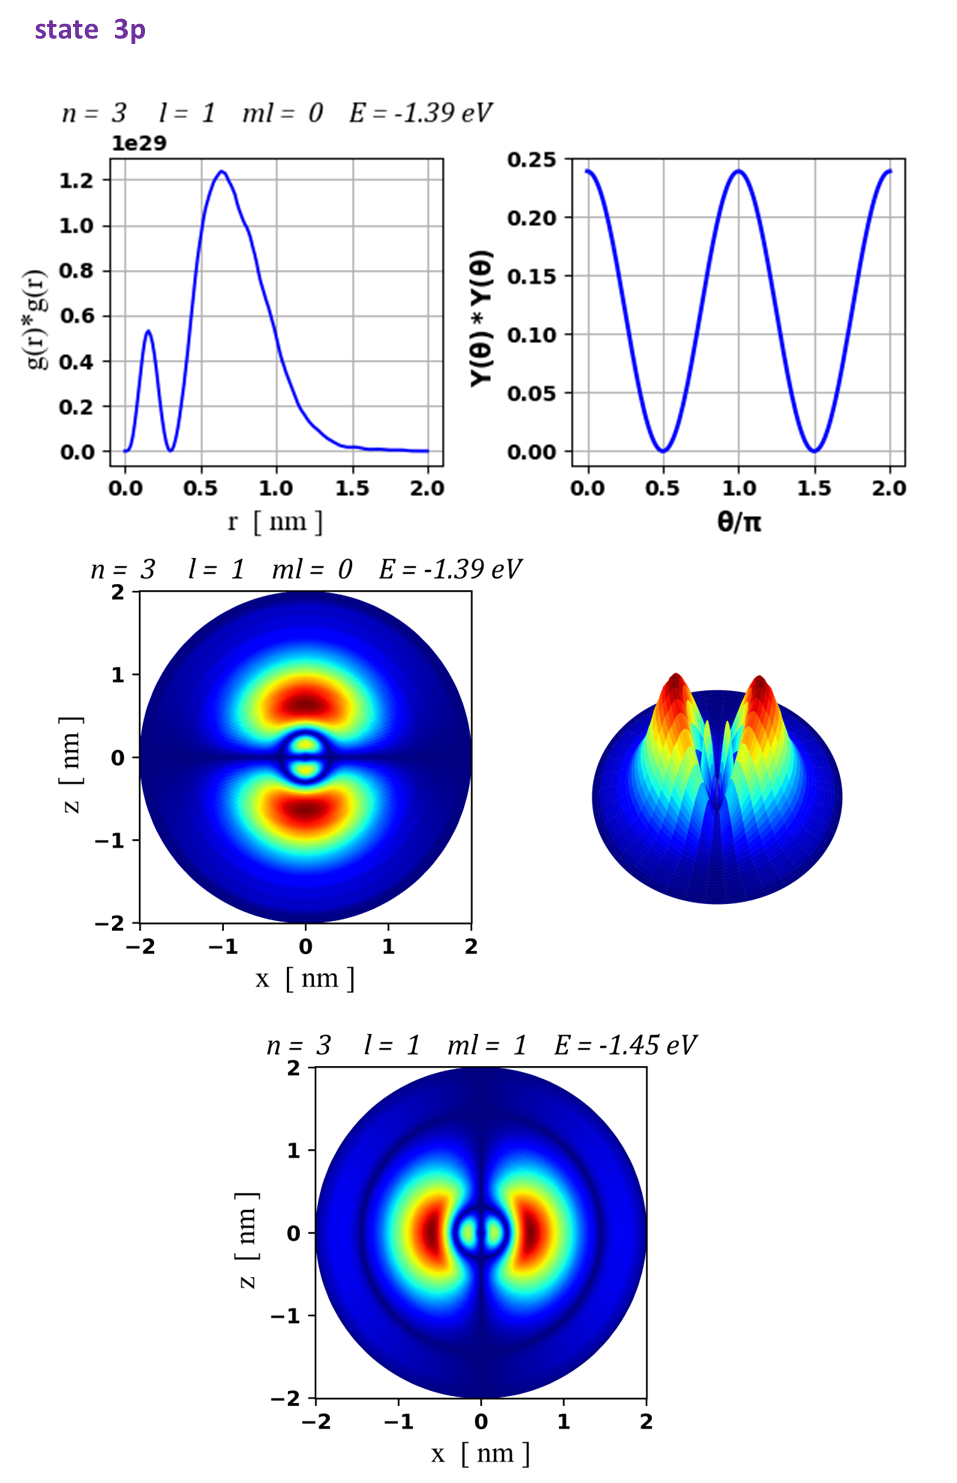 state 3p
n = 3 l = 1 ml = 0 E = -1.39 eV
1e29
1.2
1.0
0.8
0.6
0.4
0.2
0.0
g(r)*g(r)
0.0 0.5 1.0 1.5 2.0
r [ nm ]
0.25
0.20
0.15
0.10
0.05
0.00
Y(θ) * Y(θ)
0.0 0.5 1.0 1.5 2.0
θ/π
n = 3 l = 1 ml = 0 E = -1.39 eV
2
1
0
−1
−2
z [ nm ]
−2 −1 0 1 2
x [ nm ]
n = 3 l = 1 ml = 1 E = -1.45 eV
2
1
0
−1
−2
z [ nm ]
−2 −1 0 1 2
x [ nm ]